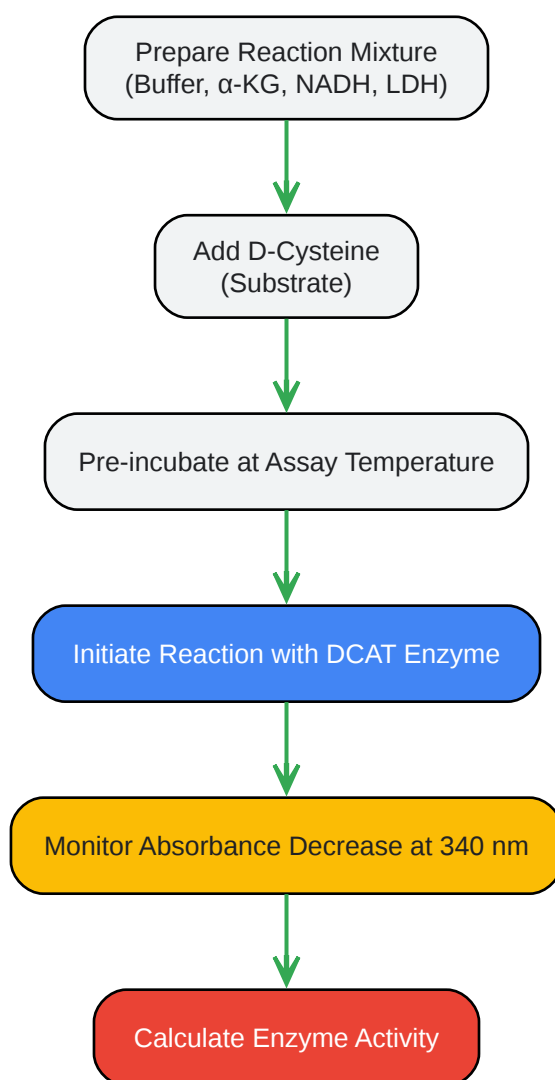 Prepare Reaction Mixture
(Buffer, α-KG, NADH, LDH)
Add D-Cysteine
(Substrate)
Pre-incubate at Assay Temperature
Initiate Reaction with DCAT Enzyme
Monitor Absorbance Decrease at 340 nm
Calculate Enzyme Activity